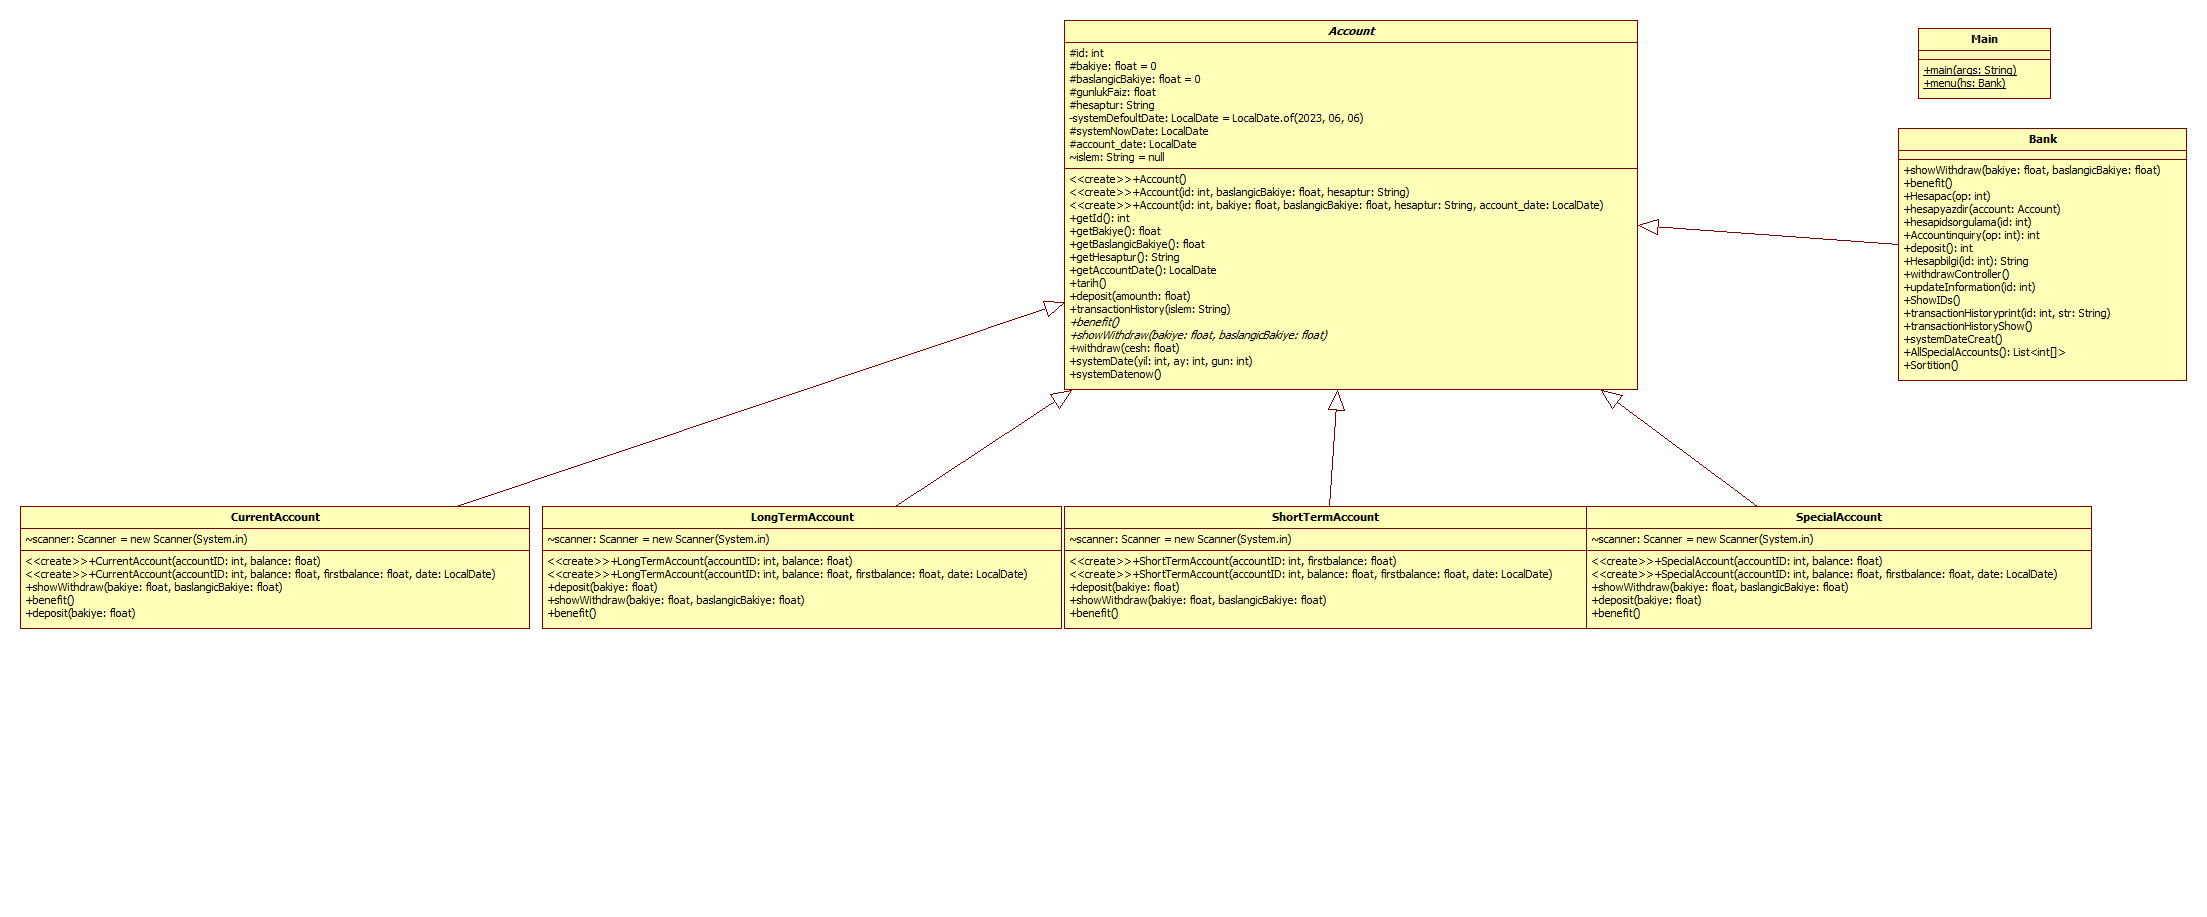 Account
#id: int
#bakiye: float = 0
#baslangicBakiye: float = 0
#gunlukFaiz: float
#hesaptur: String
-systemDefoultDate: LocalDate = LocalDate.of(2023, 06, 06)
#systemNowDate: LocalDate
#account_date: LocalDate
~islem: String = null
<<create>>+Account()
<<create>>+Account(id: int, baslangicBakiye: float, hesaptur: String)
<<create>>+Account(id: int, bakiye: float, baslangicBakiye: float, hesaptur: String, account_date: LocalDate)
+getId(): int
+getBakiye(): float
+getBaslangicBakiye(): float
+getHesaptur(): String
+getAccountDate(): LocalDate
+tarih()
+deposit(amounth: float)
+transactionHistory(islem: String)
+benefit()
+showWithdraw(bakiye: float, baslangicBakiye: float)
+withdraw(cesh: float)
+systemDate(yil: int, ay: int, gun: int)
+systemDatenow()
Main
+main(args: String)
+menu(hs: Bank)
Bank
+showWithdraw(bakiye: float, baslangicBakiye: float)
+benefit()
+Hesapac(op: int)
+hesapyazdir(account: Account)
+hesapidsorgulama(id: int)
+Accountinquiry(op: int): int
+deposit(): int
+Hesapbilgi(id: int): String
+withdrawController()
+updateInformation(id: int)
+ShowIDs()
+transactionHistoryprint(id: int, str: String)
+transactionHistoryShow()
+systemDateCreat()
+AllSpecialAccounts(): List<int[]>
+Sortition()
CurrentAccount
~scanner: Scanner = new Scanner(System.in)
<<create>>+CurrentAccount(accountID: int, balance: float)
<<create>>+CurrentAccount(accountID: int, balance: float, firstbalance: float, date: LocalDate)
+showWithdraw(bakiye: float, baslangicBakiye: float)
+benefit()
+deposit(bakiye: float)
LongTermAccount
~scanner: Scanner = new Scanner(System.in)
<<create>>+LongTermAccount(accountID: int, balance: float)
<<create>>+LongTermAccount(accountID: int, balance: float, firstbalance: float, date: LocalDate)
+deposit(bakiye: float)
+showWithdraw(bakiye: float, baslangicBakiye: float)
+benefit()
ShortTermAccount
~scanner: Scanner = new Scanner(System.in)
<<create>>+ShortTermAccount(accountID: int, firstbalance: float)
<<create>>+ShortTermAccount(accountID: int, balance: float, firstbalance: float, date: LocalDate)
+deposit(bakiye: float)
+showWithdraw(bakiye: float, baslangicBakiye: float)
+benefit()
SpecialAccount
~scanner: Scanner = new Scanner(System.in)
<<create>>+SpecialAccount(accountID: int, balance: float)
<<create>>+SpecialAccount(accountID: int, balance: float, firstbalance: float, date: LocalDate)
+showWithdraw(bakiye: float, baslangicBakiye: float)
+deposit(bakiye: float)
+benefit()